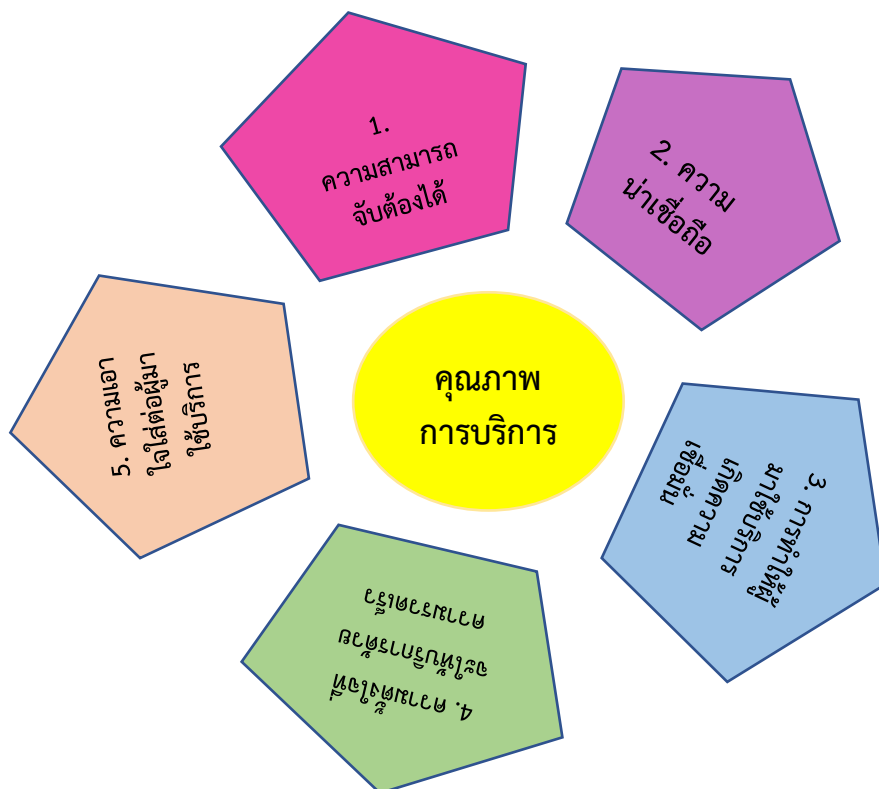 1.
ความสามารถ
จับต้องได้
2. ความ
น่าเชื่อถือ
3. การทำให้ผู้
มาใช้บริการ
เกิดความ
เชื่อมั่น
4. ความตั้งใจที่
จะให้บริการด้วย
ความรวดเร็ว
5. ความเอา
ใจใส่ต่อผู้มา
ใช้บริการ
คุณภาพ
การบริการ